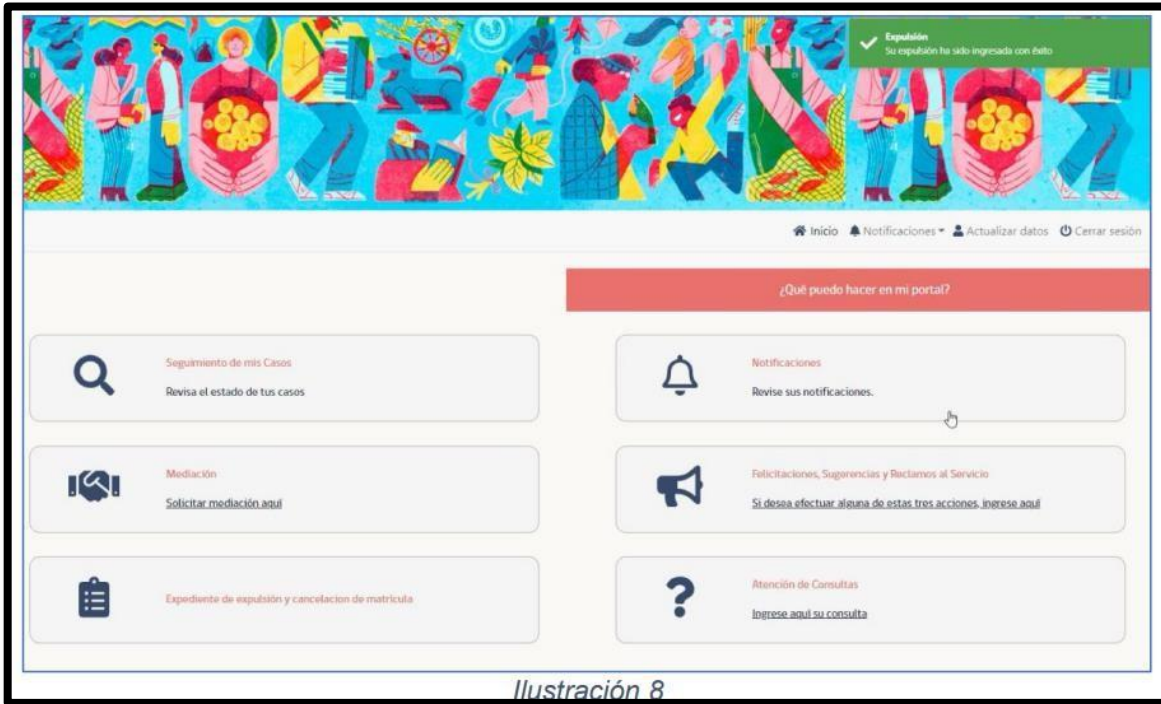 Expulsión
Su expulsión ha sido ingresada con éxito
Inicio Notificaciones Actualizar datos Cerrar sesión
¿Qué puedo hacer en mi portal?
Seguimiento de mis Casos
Revisa el estado de tus casos
Notificaciones
Revise sus notificaciones.
Mediación
Solicitar mediación aquí
Felicitaciones, Sugerencias y Reclamos al Servicio
Si desea efectuar alguna de estas tres acciones, ingrese aquí
Expediente de expulsión y cancelacion de matrícula
Atención de Consultas
Ingrese aquí su consulta
Ilustración 8